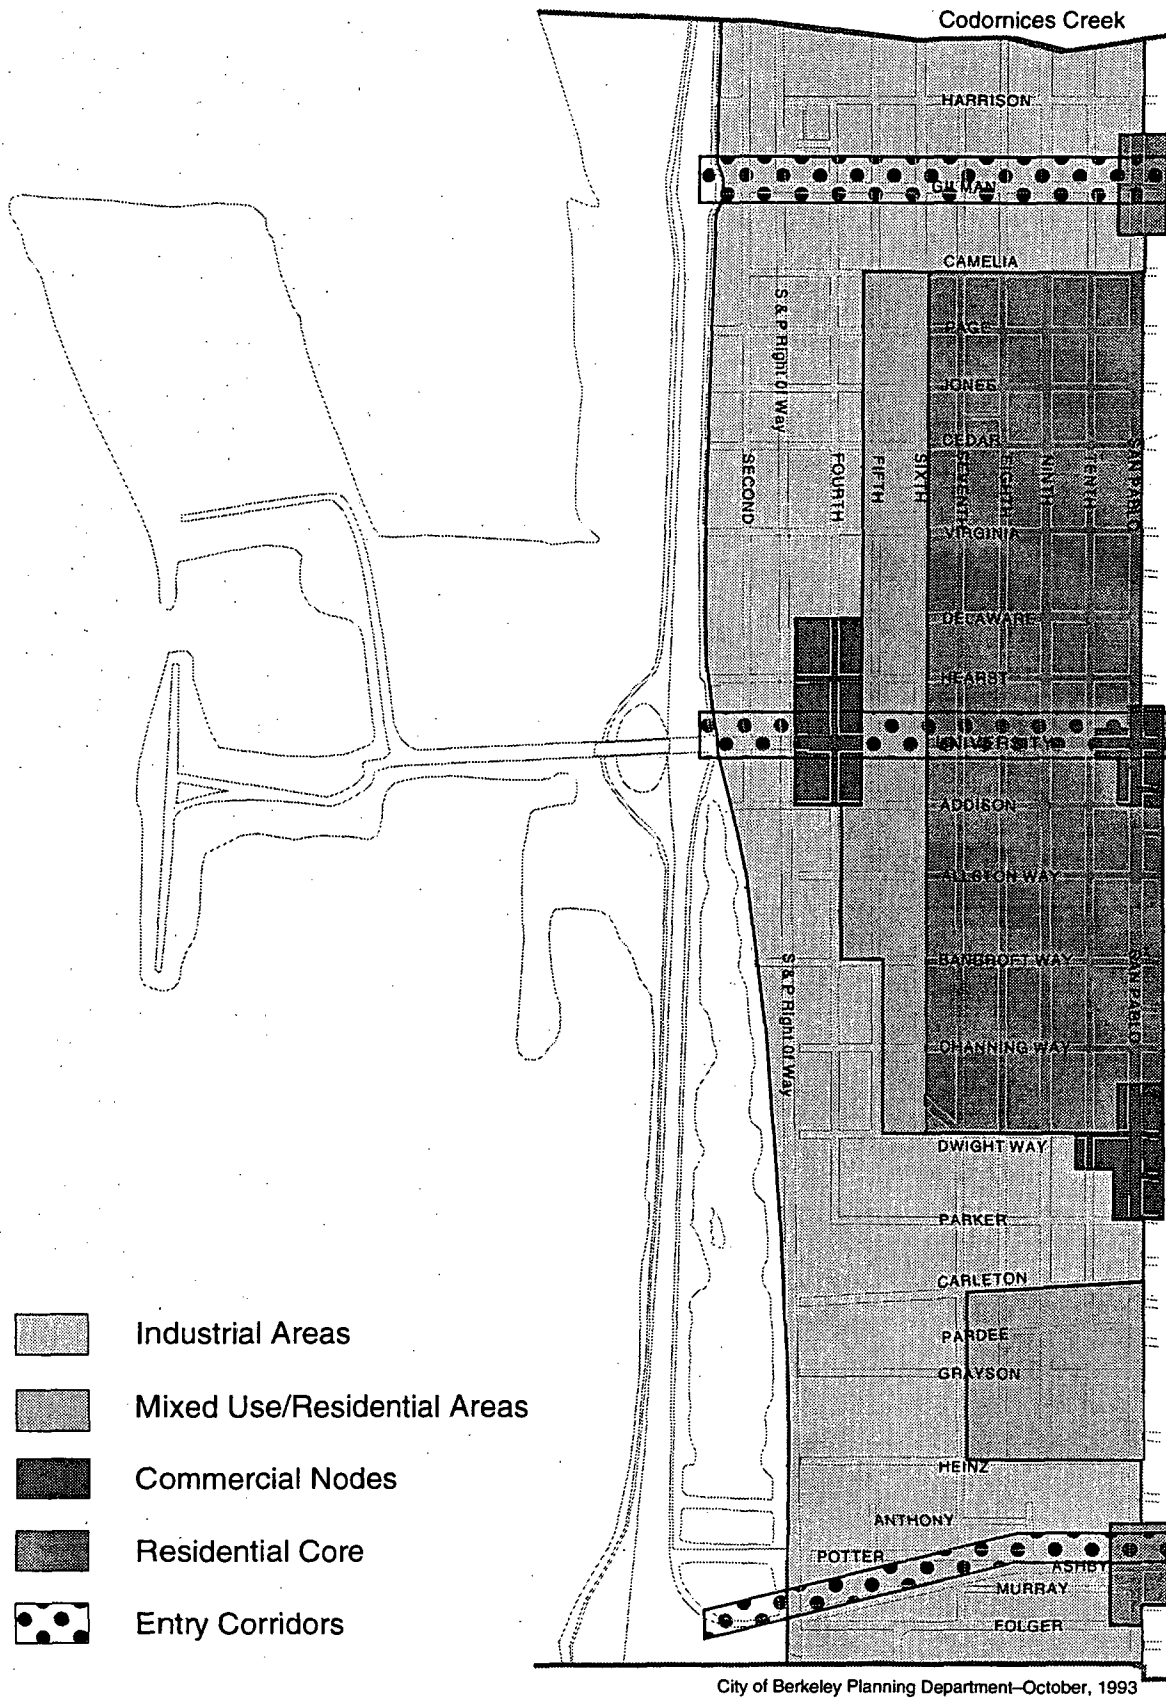 Codornices Creek
HARRISON
GILMAN
CAMELIA
S & P Right of Way
PAGE
JONES
CEDAR
SECOND
FOURTH
FIFTH
SIXTH
SEVENTH
EIGHTH
NINTH
TENTH
SAN PABLO
VIRGINIA
DELAWARE
HEARST
UNIVERSITY
ADDISON
ALLSTON WAY
S & P Right of Way
BANCROFT WAY
SAN PABLO
CHANNING WAY
DWIGHT WAY
PARKER
CARLETON
Industrial Areas
PARDEE
GRAYSON
Mixed Use/Residential Areas
HEINZ
Commercial Nodes
ANTHONY
Residential Core
POTTER
ASHBY
MURRAY
Entry Corridors
FOLGER
City of Berkeley Planning Department–October, 1993